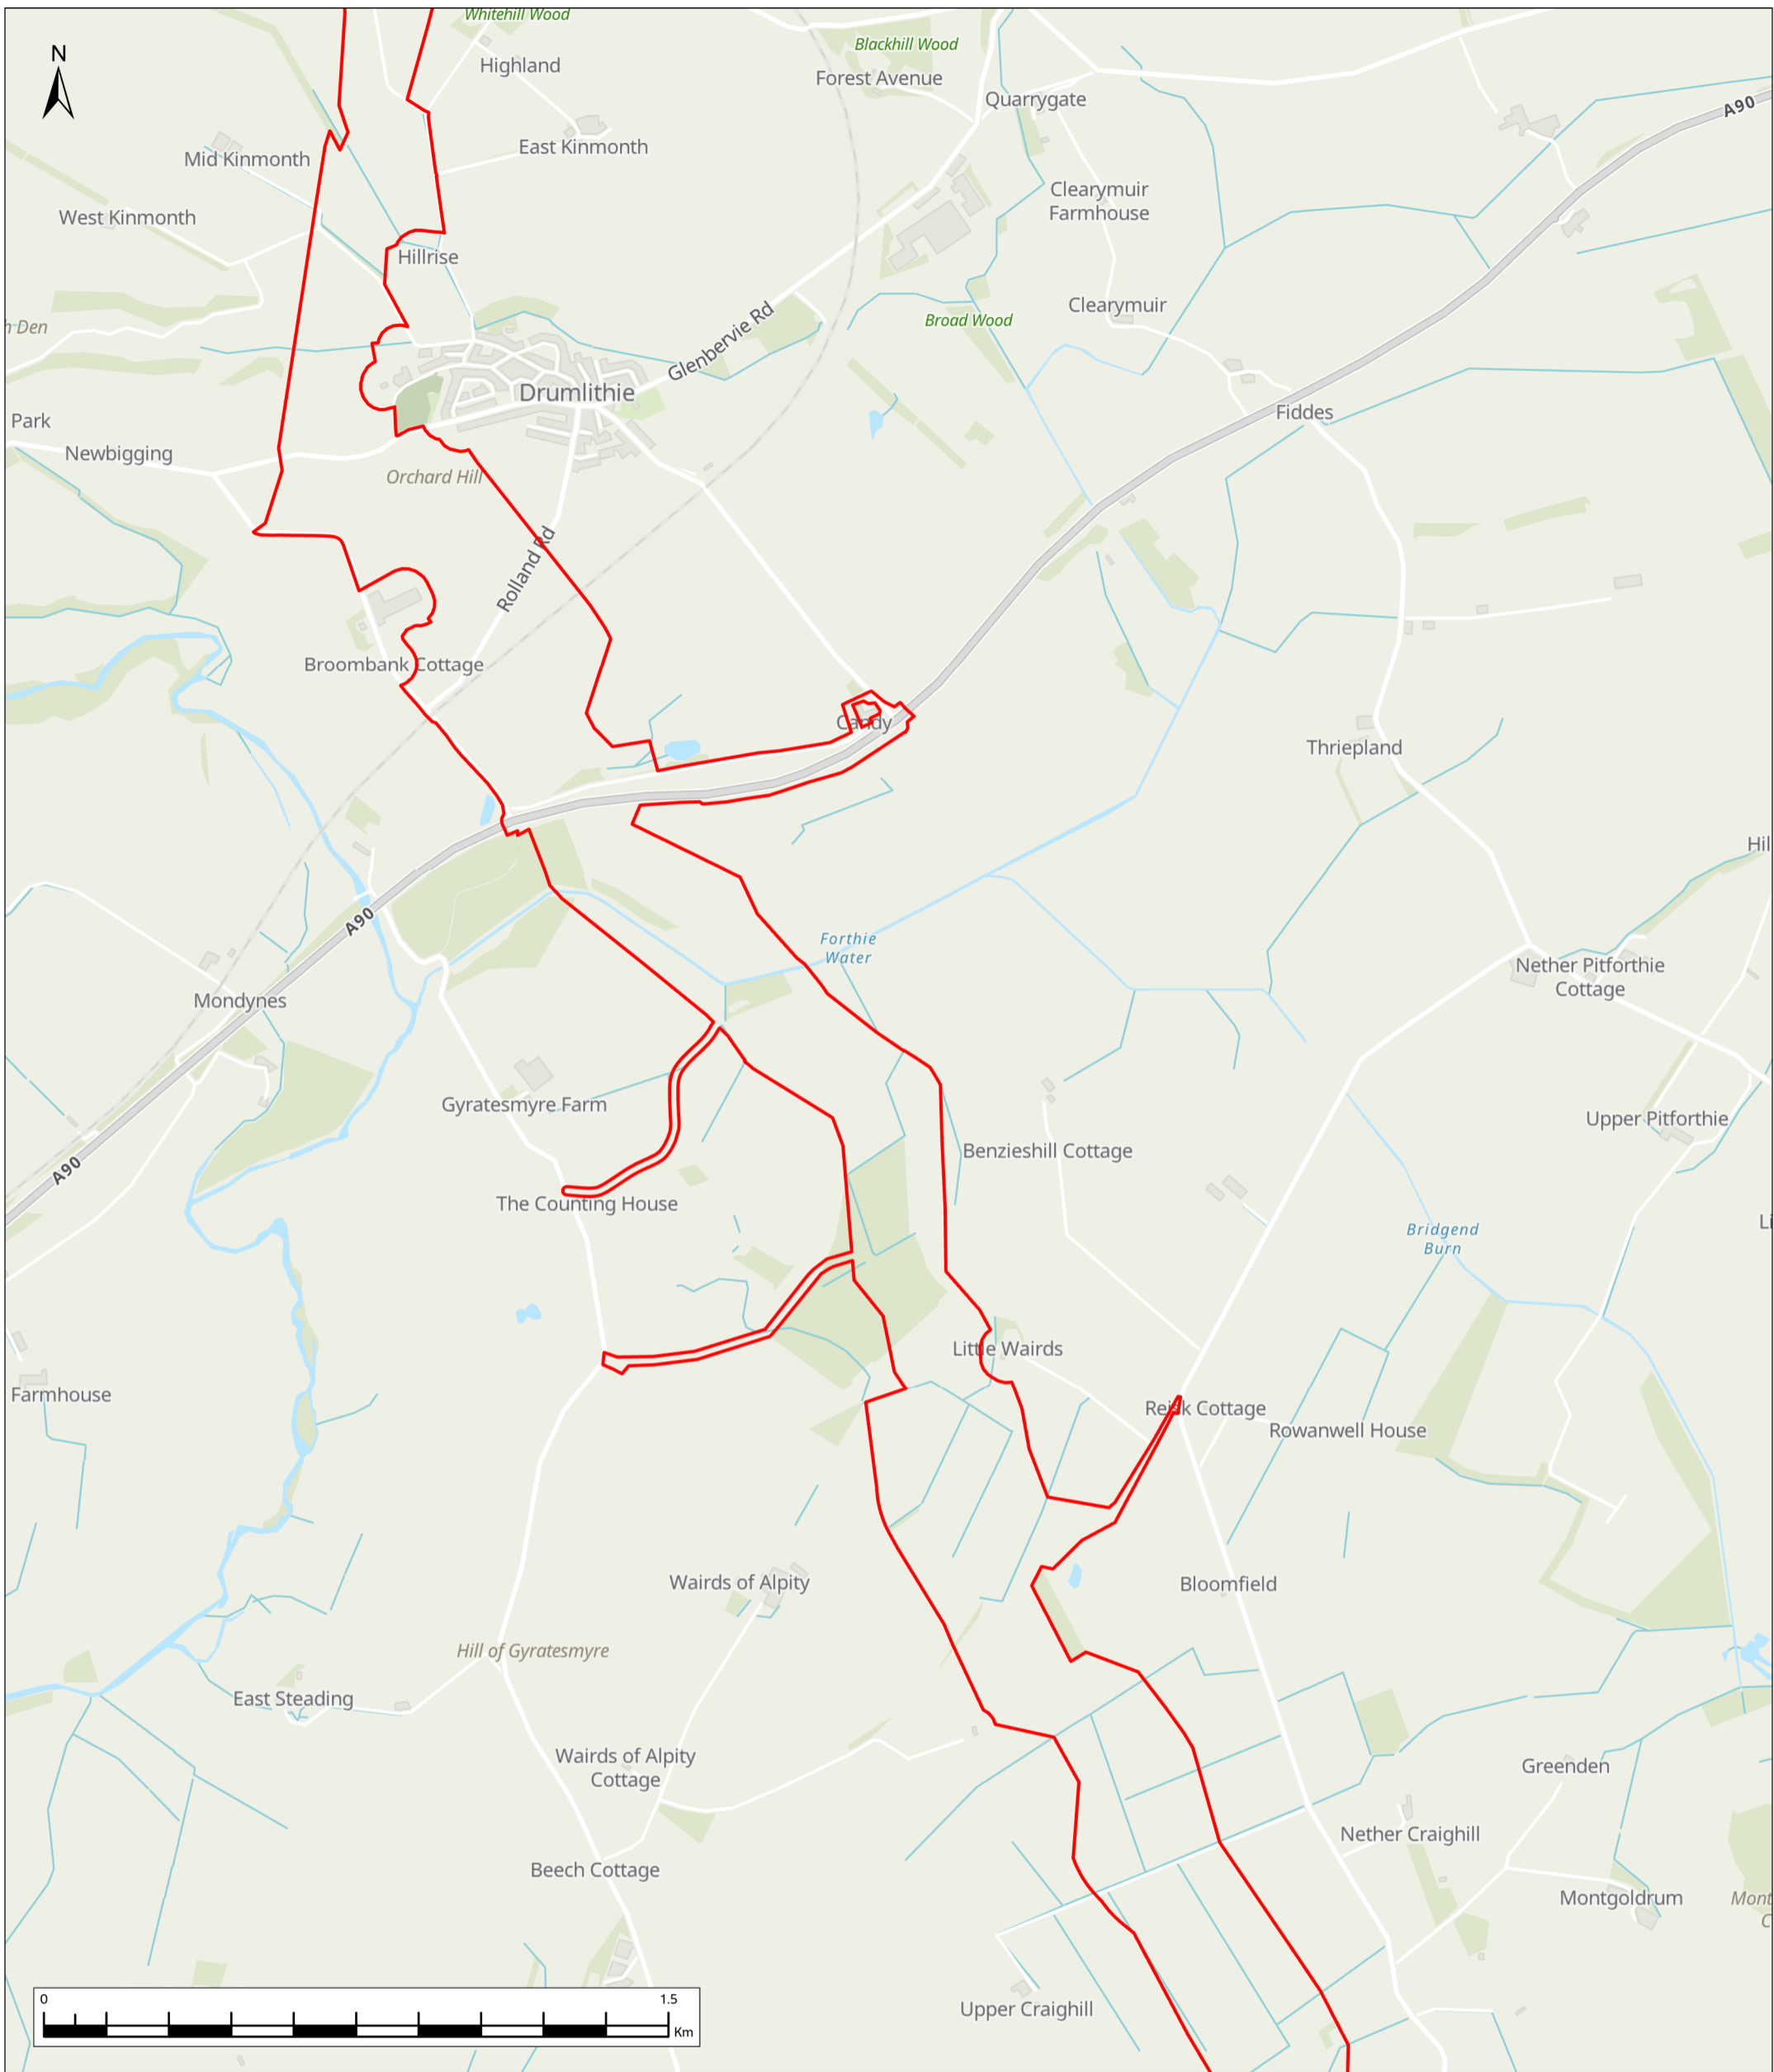 Whitehill Wood
Blackhill Wood
N
Highland
Forest Avenue
Quarrygate
A90
East Kinmonth
Mid Kinmonth
Clearymuir
Farmhouse
West Kinmonth
Hillrise
Clearymuir
Broad Wood
h Den
Glenbervie Rd
Drumlithie
Fiddes
Park
Newbigging
Orchard Hill
Rolland Rd
Broombank Cottage
Candy
Thriepland
Hil
A90
Forthie
Water
Nether Pitforthie
Cottage
Mondynes
Gyratesmyre Farm
Upper Pitforthie
Benzieshill Cottage
A90
The Counting House
Li
Bridgend
Burn
Little Wairds
Farmhouse
Reisk Cottage
Rowanwell House
Wairds of Alpity
Bloomfield
Hill of Gyratesmyre
East Steading
Wairds of Alpity
Cottage
Greenden
Nether Craighill
Beech Cottage
Montgoldrum
Mont
C
Upper Craighill
0
1.5
Km